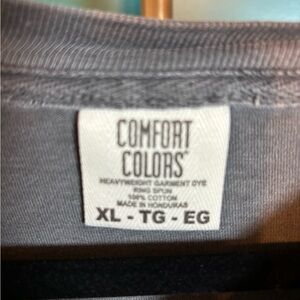 COMFORT
COLORS
HEAVYWEIGHT GARMENT DYE
RING SPUN
100% COTTON
MADE IN HONDURAS
XL - TG - EG